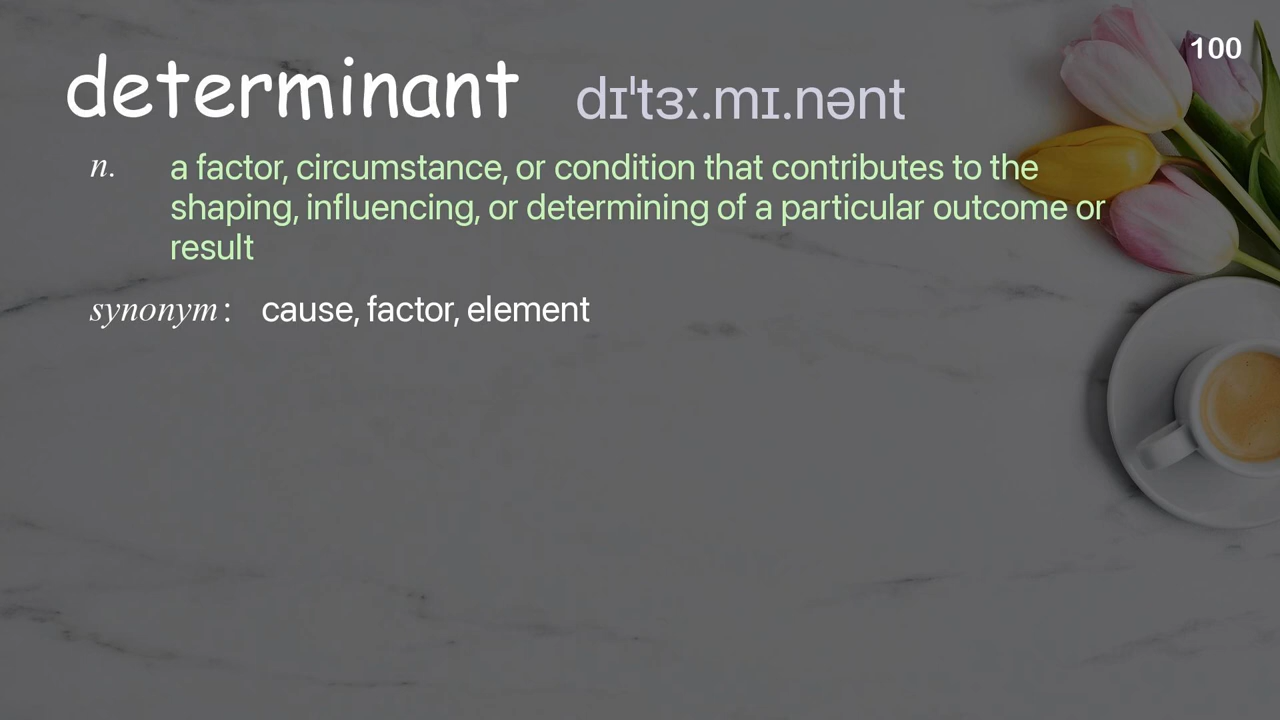 100
determinant dɪˈtɜː.mɪ.nənt
n. a factor, circumstance, or condition that contributes to the
shaping, influencing, or determining of a particular outcome or
result
synonym: cause, factor, element